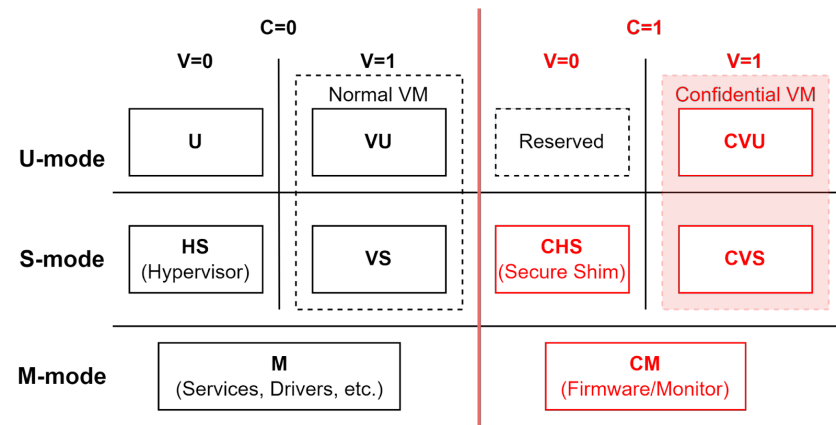 C=0
C=1
V=0
V=1
V=0
V=1
Normal VM
Confidential VM
U-mode
U
VU
Reserved
CVU
S-mode
HS
(Hypervisor)
VS
CHS
(Secure Shim)
CVS
M-mode
M
(Services, Drivers, etc.)
CM
(Firmware/Monitor)